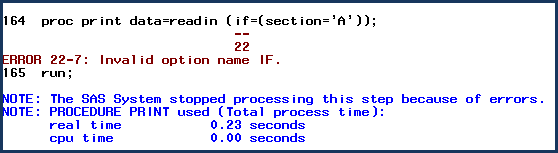 164  proc print data=readin (if=(section='A'));
--
22
ERROR 22-7: Invalid option name IF.
165  run;
NOTE: The SAS System stopped processing this step because of errors.
NOTE: PROCEDURE PRINT used (Total process time):
real time           0.23 seconds
cpu time            0.00 seconds